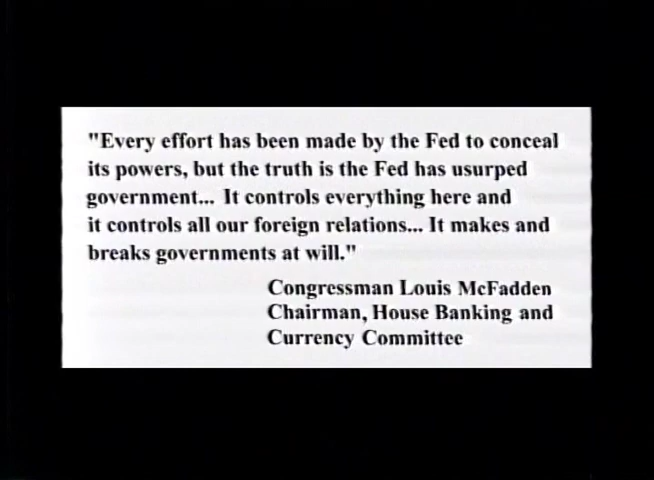 "Every effort has been made by the Fed to conceal
its powers, but the truth is the Fed has usurped
government... It controls everything here and
it controls all our foreign relations... It makes and
breaks governments at will."
Congressman Louis McFadden
Chairman, House Banking and
Currency Committee